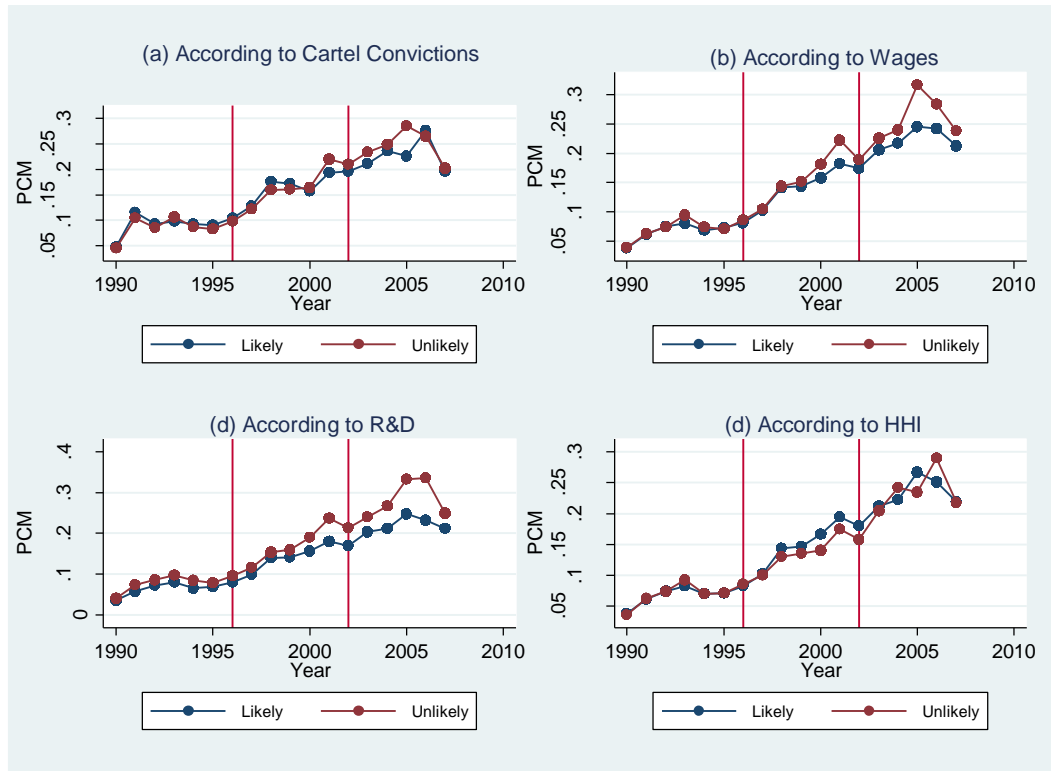 (a) According to Cartel Convictions
PCM
.05 .1 .15 .2 .25 .3
1990 1995 2000 2005 2010
Year
Likely Unlikely
(b) According to Wages
PCM
.05 .1 .15 .2 .25 .3
1990 1995 2000 2005 2010
Year
Likely Unlikely
(d) According to R&D
PCM
0 .1 .2 .3 .4
1990 1995 2000 2005 2010
Year
Likely Unlikely
(d) According to HHI
PCM
.05 .1 .15 .2 .25 .3
1990 1995 2000 2005 2010
Year
Likely Unlikely